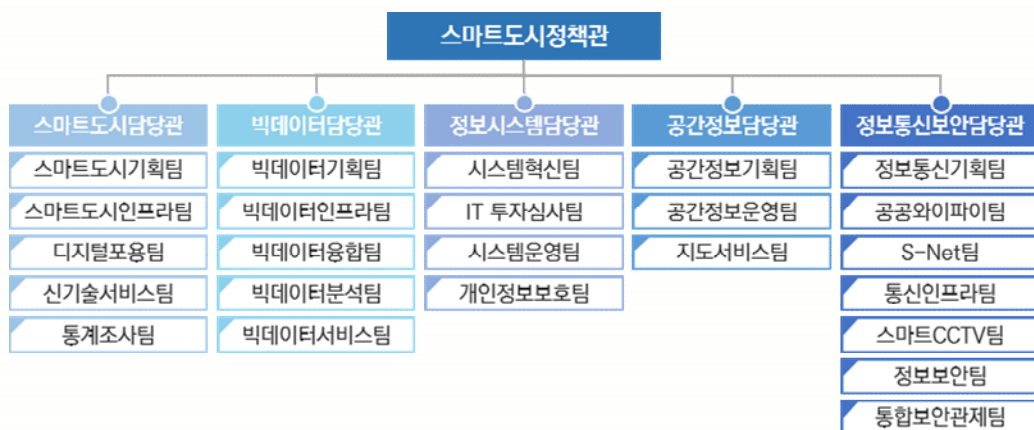 스마트도시정책관
스마트도시담당관
스마트도시기획팀
스마트도시인프라팀
디지털포용팀
신기술서비스팀
통계조사팀
빅데이터담당관
빅데이터기획팀
빅데이터인프라팀
빅데이터융합팀
빅데이터분석팀
빅데이터서비스팀
정보시스템담당관
시스템혁신팀
IT 투자심사팀
시스템운영팀
개인정보보호팀
공간정보담당관
공간정보기획팀
공간정보운영팀
지도서비스팀
정보통신보안담당관
정보통신기획팀
공공와이파이팀
S-Net팀
통신인프라팀
스마트CCTV팀
정보보안팀
통합보안관제팀